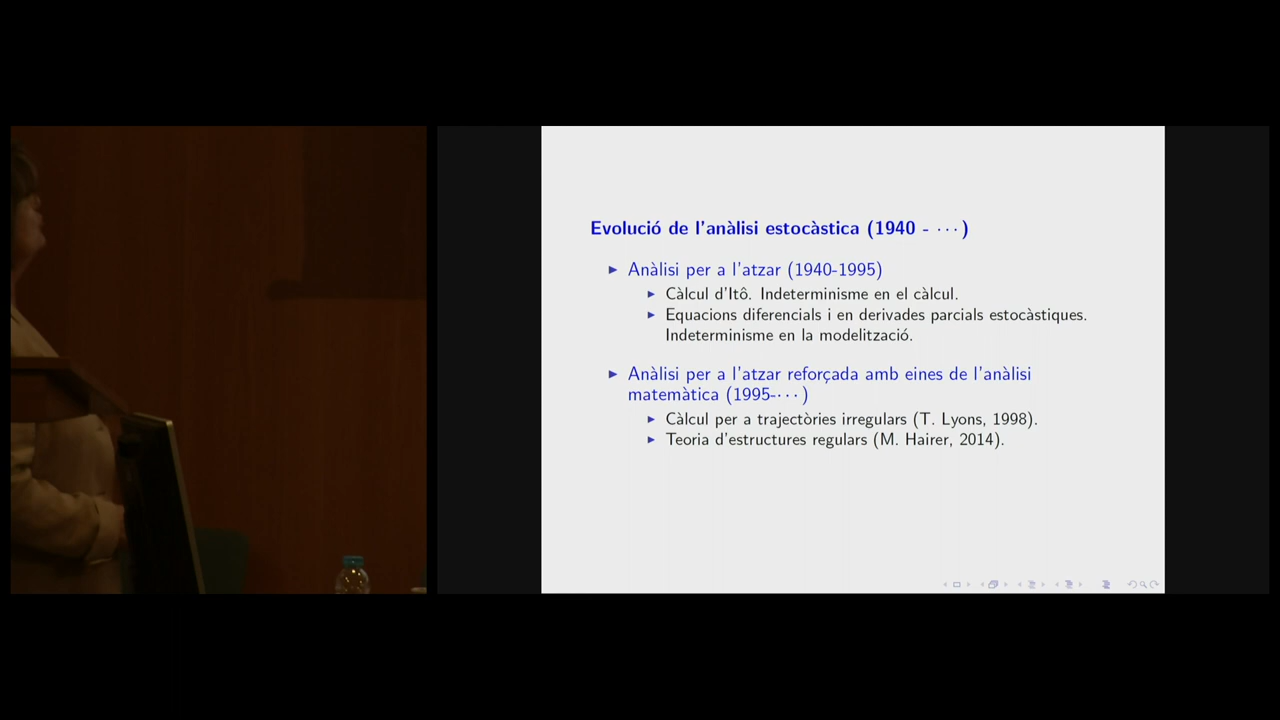 Evolució de l'anàlisi estocàstica (1940 - ···)
Anàlisi per a l'atzar (1940-1995)
Càlcul d'Itô. Indeterminisme en el càlcul.
Equacions diferencials i en derivades parcials estocàstiques.
Indeterminisme en la modelització.
Anàlisi per a l'atzar reforçada amb eines de l'anàlisi
matemàtica (1995-···)
Càlcul per a trajectòries irregulars (T. Lyons, 1998).
Teoria d'estructures regulars (M. Hairer, 2014).